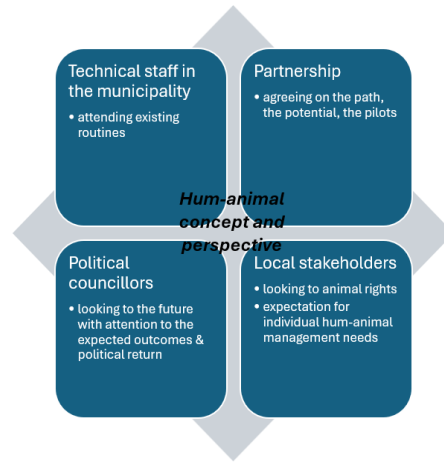 Technical staff in
the municipality
• attending existing
routines
Partnership
• agreeing on the path,
the potential, the pilots
Hum-animal
concept and
perspective
Political
councillors
• looking to the future
with attention to the
expected outcomes &
political return
Local stakeholders
• looking to animal rights
• expectation for
individual hum-animal
management needs